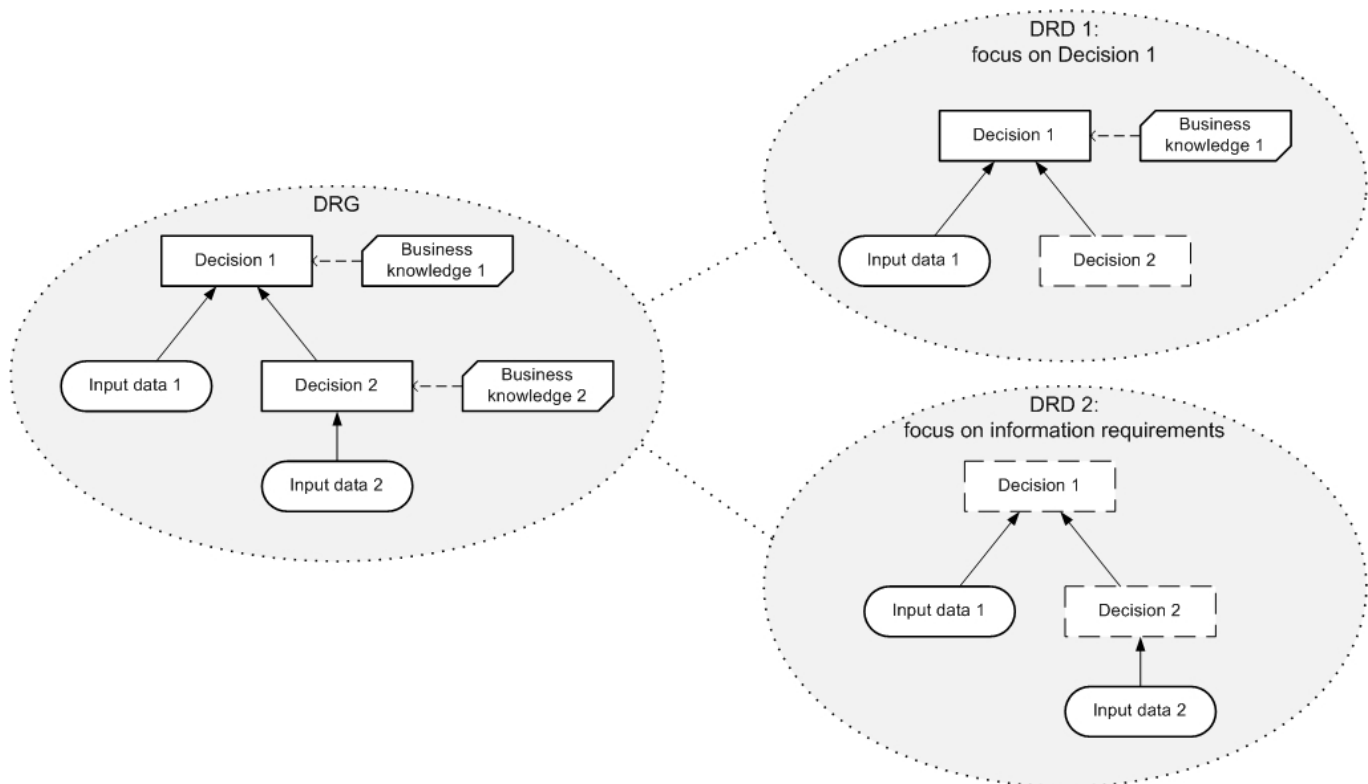 DRG
Decision 1
Business
knowledge 1
Input data 1
Decision 2
Business
knowledge 2
Input data 2
DRD 1:
focus on Decision 1
Decision 1
Business
knowledge 1
Input data 1
Decision 2
DRD 2:
focus on information requirements
Decision 1
Input data 1
Decision 2
Input data 2